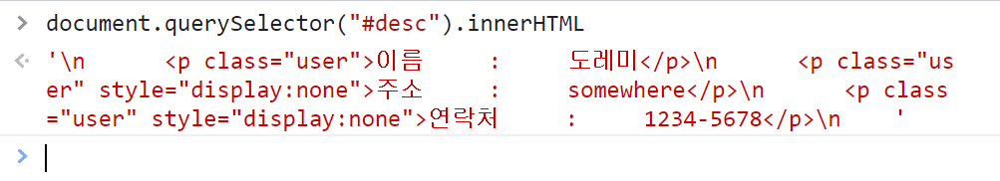 > document.querySelector("#desc").innerHTML
'\n      <p class="user">이름      :      도레미</p>\n      <p class="us
er" style="display:none">주소      :      somewhere</p>\n      <p class
="user" style="display:none">연락처      :      1234-5678</p>\n    '
>